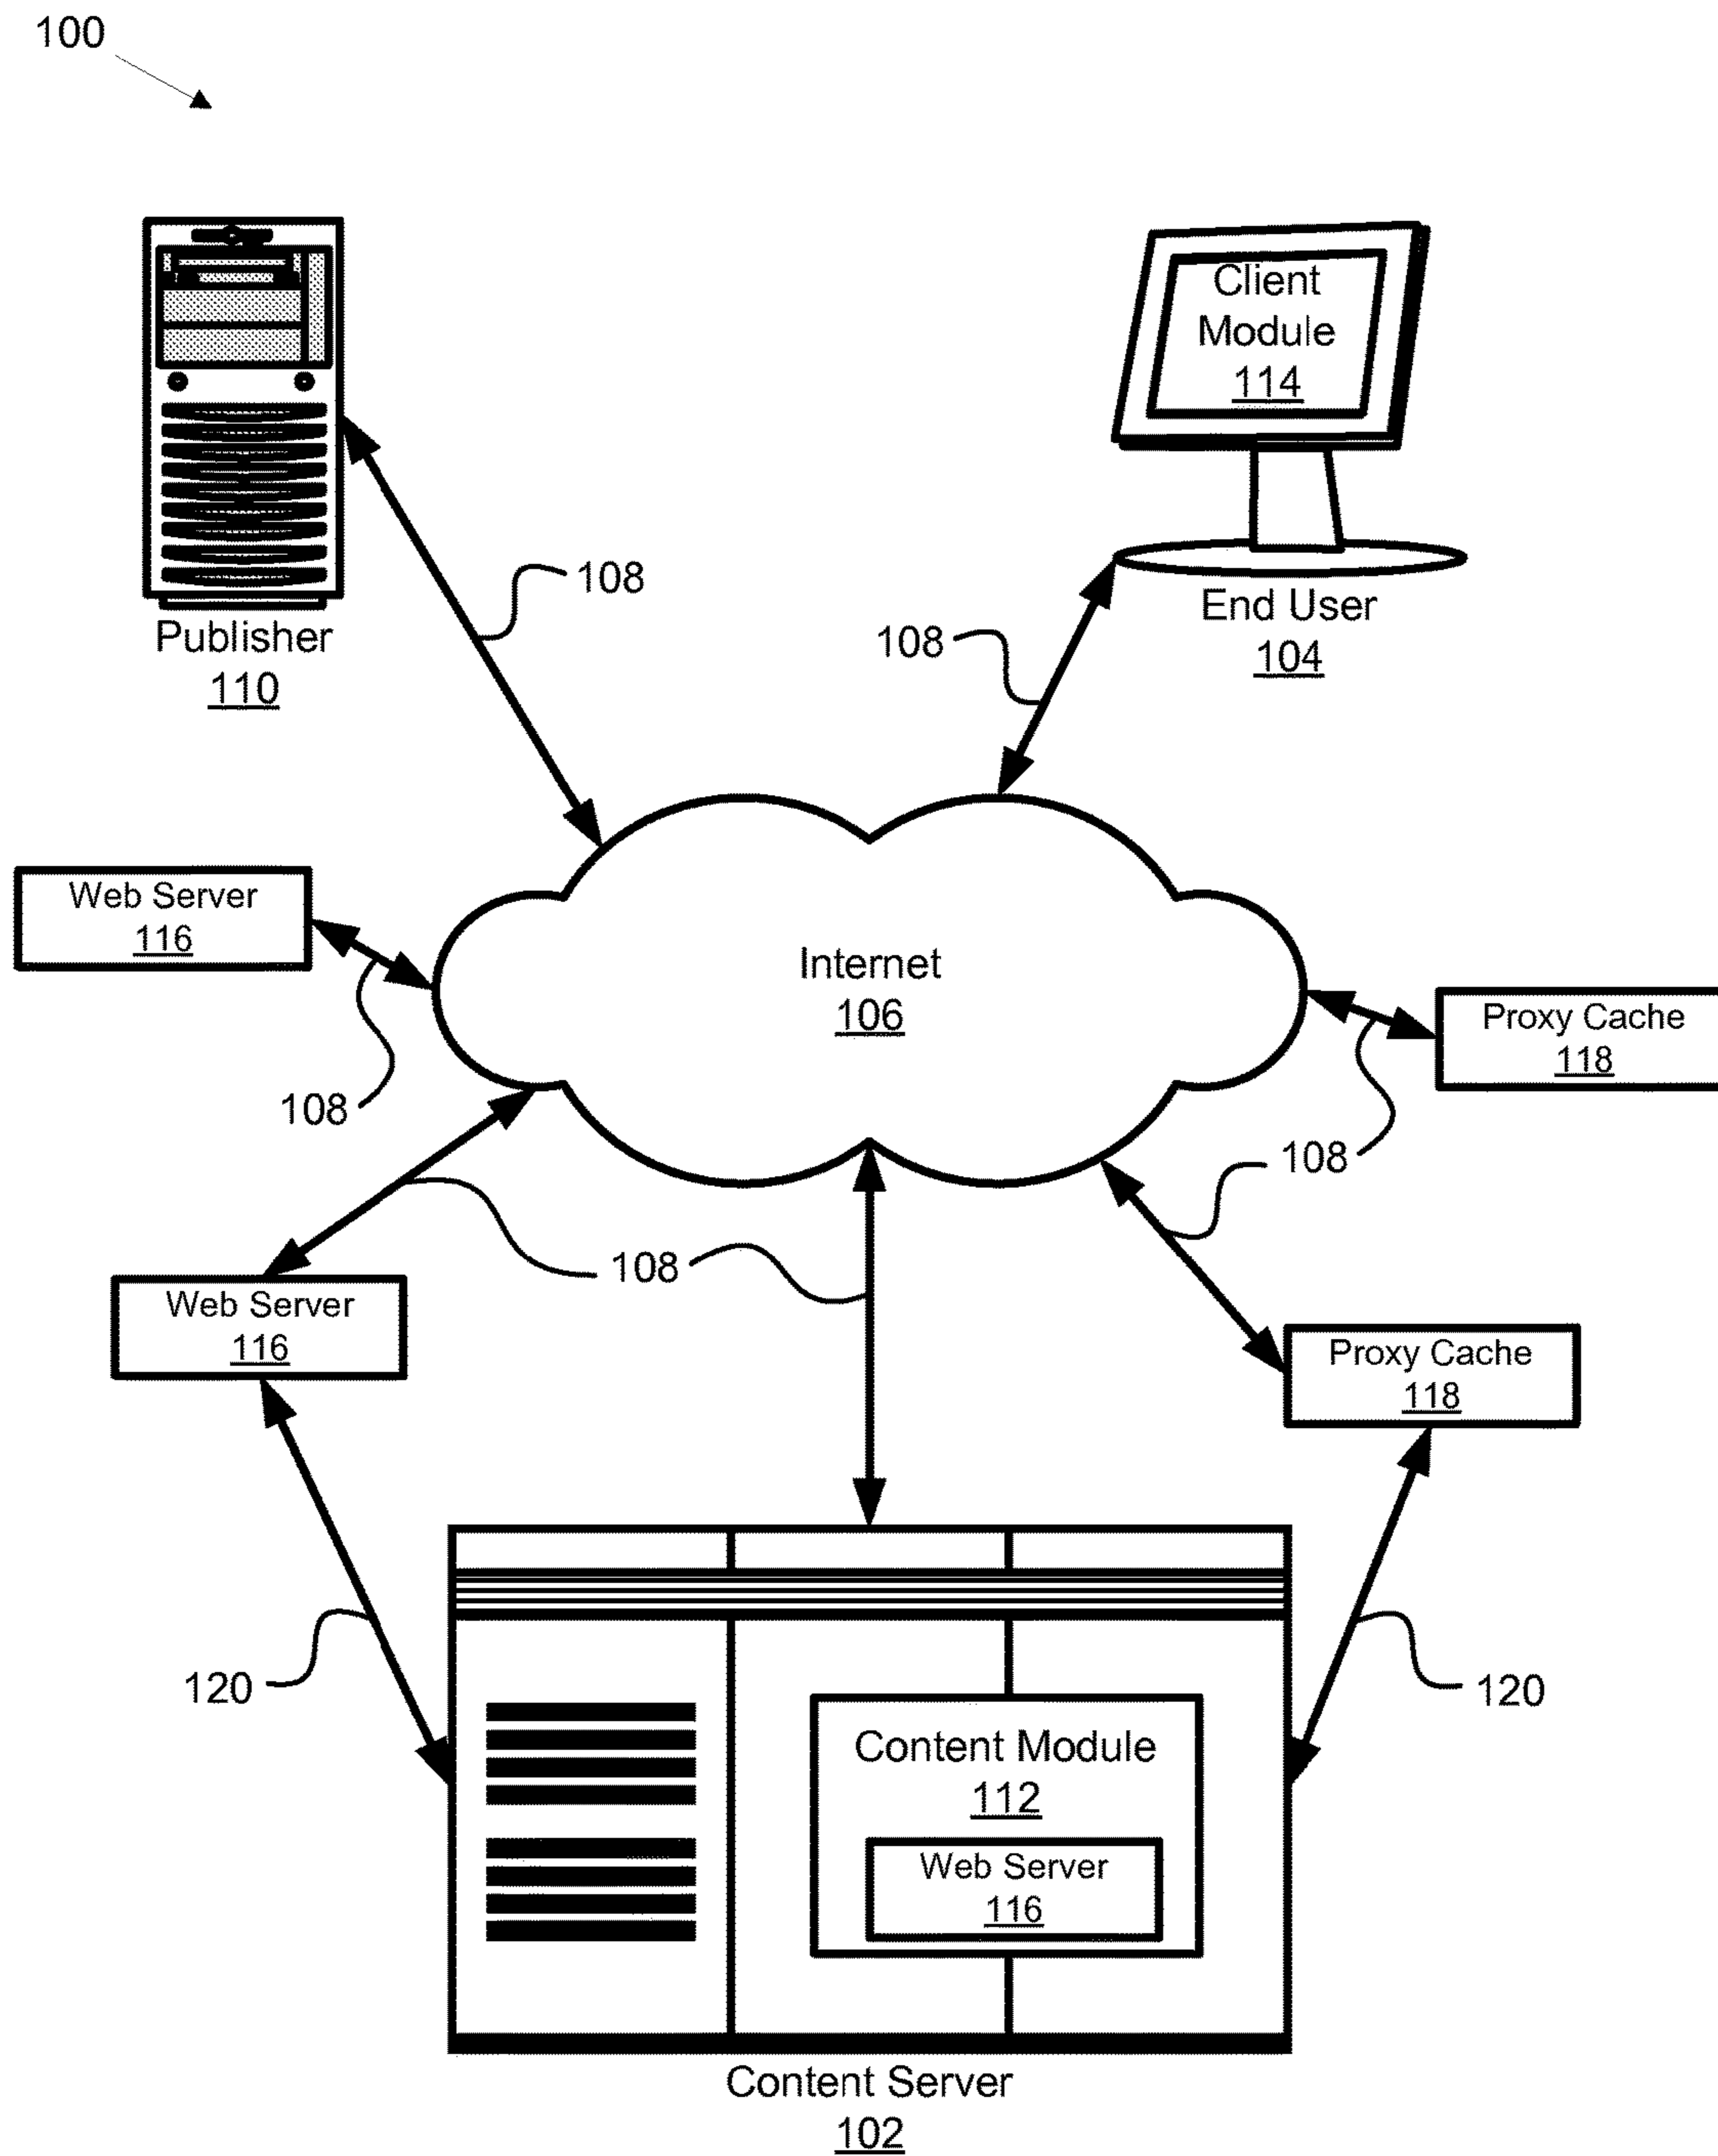 100
Client
Module
114
Publisher
110
108
108
End User
104
Web Server
116
Internet
106
Proxy Cache
118
108
108
108
Web Server
116
Proxy Cache
118
120
120
Content Module
112
Web Server
116
Content Server
102